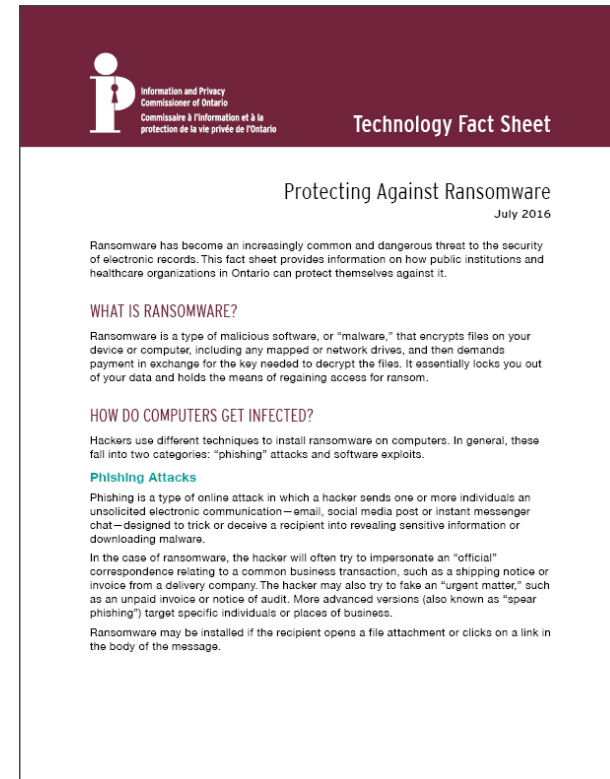 Information and Privacy
Commissioner of Ontario
Commissaire à l'information et à la
protection de la vie privée de l'Ontario
Technology Fact Sheet
Protecting Against Ransomware
July 2016
Ransomware has become an increasingly common and dangerous threat to the security
of electronic records. This fact sheet provides information on how public institutions and
healthcare organizations in Ontario can protect themselves against it.
WHAT IS RANSOMWARE?
Ransomware is a type of malicious software, or “malware,” that encrypts files on your
device or computer, including any mapped or network drives, and then demands
payment in exchange for the key needed to decrypt the files. It essentially locks you out
of your data and holds the means of regaining access for ransom.
HOW DO COMPUTERS GET INFECTED?
Hackers use different techniques to install ransomware on computers. In general, these
fall into two categories: “phishing” attacks and software exploits.
Phishing Attacks
Phishing is a type of online attack in which a hacker sends one or more individuals an
unsolicited electronic communication—email, social media post or instant messenger
chat—designed to trick or deceive a recipient into revealing sensitive information or
downloading malware.
In the case of ransomware, the hacker will often try to impersonate an “official”
correspondence relating to a common business transaction, such as a shipping notice or
invoice from a delivery company. The hacker may also try to fake an “urgent matter,” such
as an unpaid invoice or notice of audit. More advanced versions (also known as “spear
phishing”) target specific individuals or places of business.
Ransomware may be installed if the recipient opens a file attachment or clicks on a link in
the body of the message.